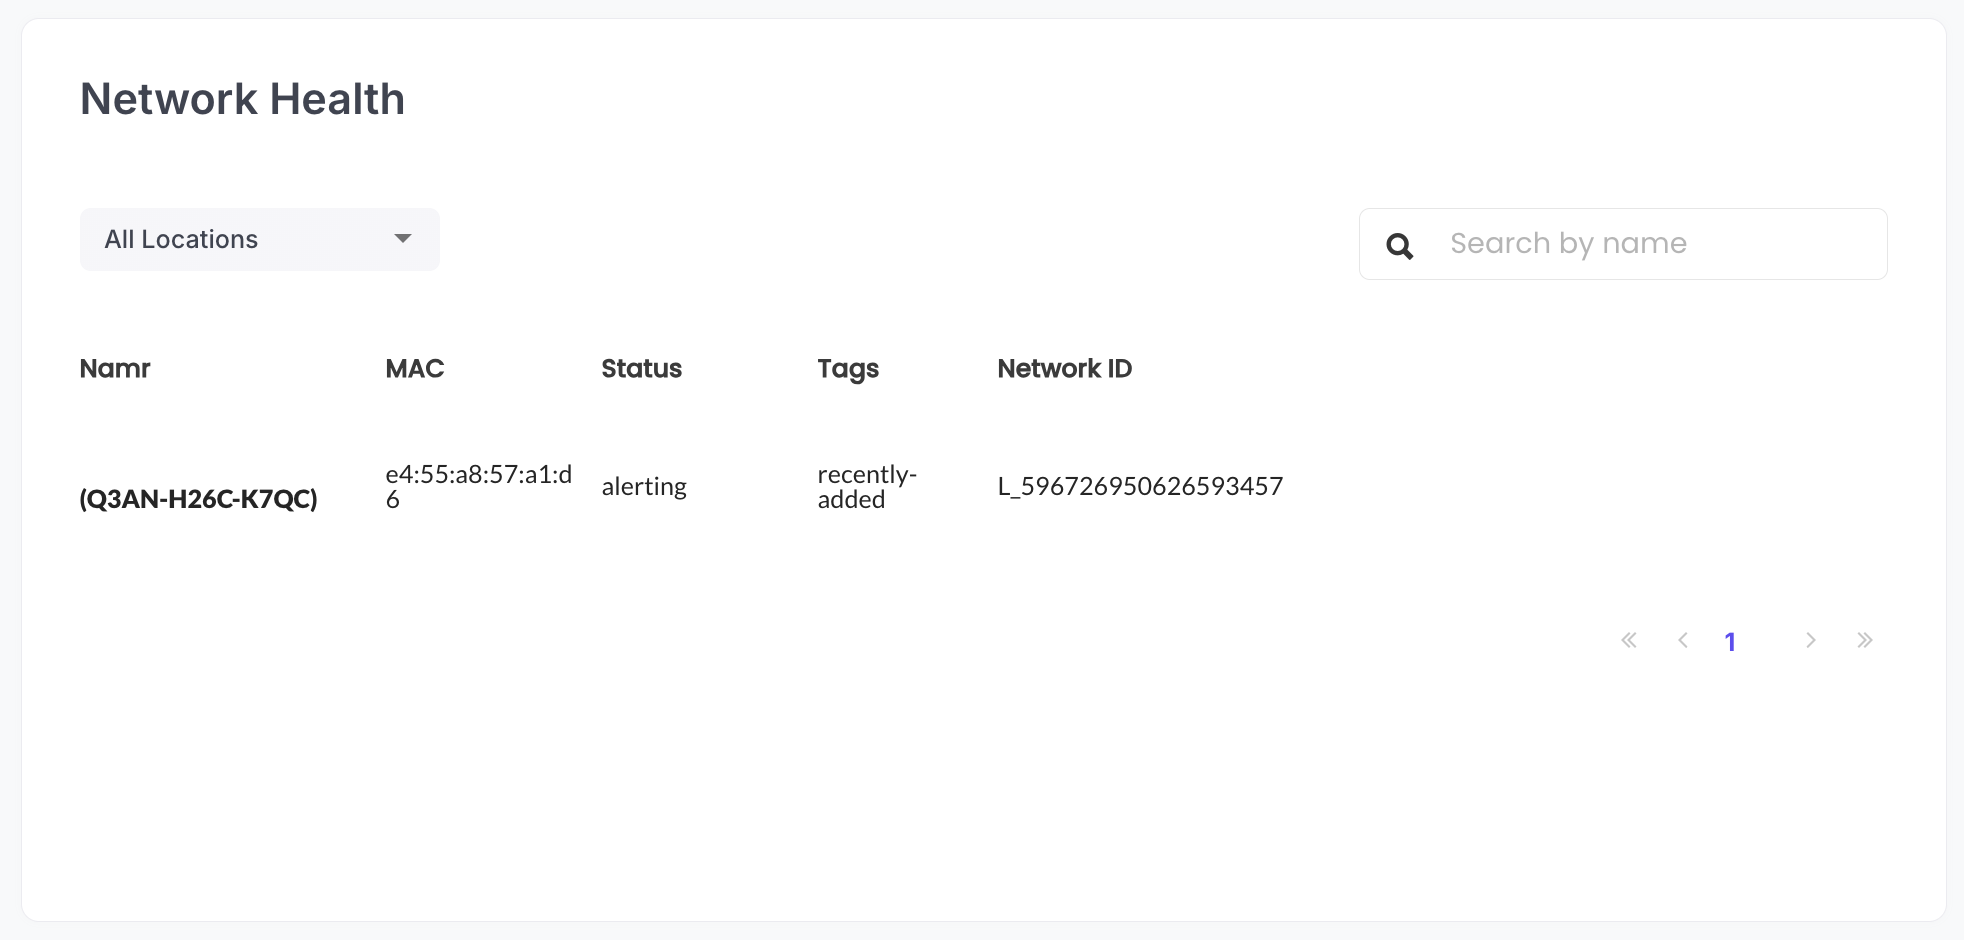 Network Health
All Locations
Search by name
Namr MAC Status Tags Network ID
(Q3AN-H26C-K7QC) e4:55:a8:57:a1:d6 alerting recently-added L_596726950626593457
1